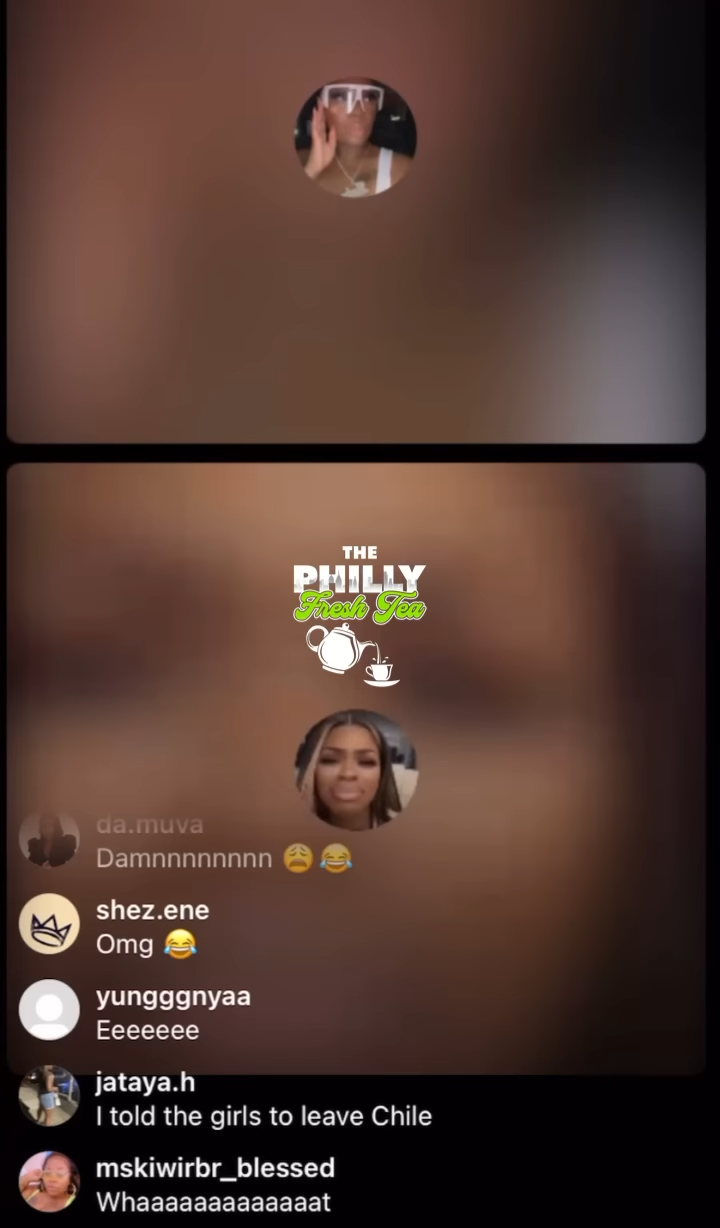 THE
PHILLY
Fresh Tea
da.muva
Damnnnnnnnn 😩😂
shez.ene
Omg 😂
yungggnyaa
Eeeeeee
jataya.h
I told the girls to leave Chile
mskiwirbr_blessed
Whaaaaaaaaaaaaat